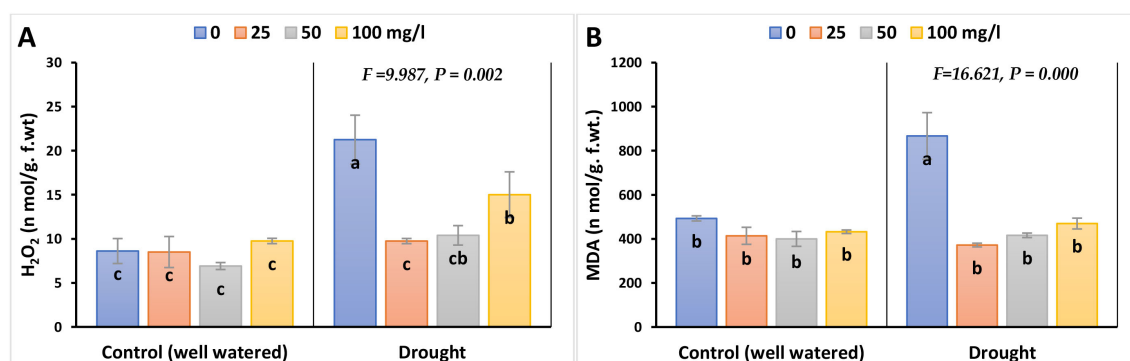 A
0 25 50 100 mg/l
F =9.987, P = 0.002
H₂O₂ (n mol/g. f.wt)
30
25
20
15
10
5
0
c c c c a c cb b
Control (well watered) Drought
B
0 25 50 100 mg/l
F=16.621, P = 0.000
MDA (n mol/g. f.wt.)
1200
1000
800
600
400
200
0
b b b b a b b b
Control (well watered) Drought